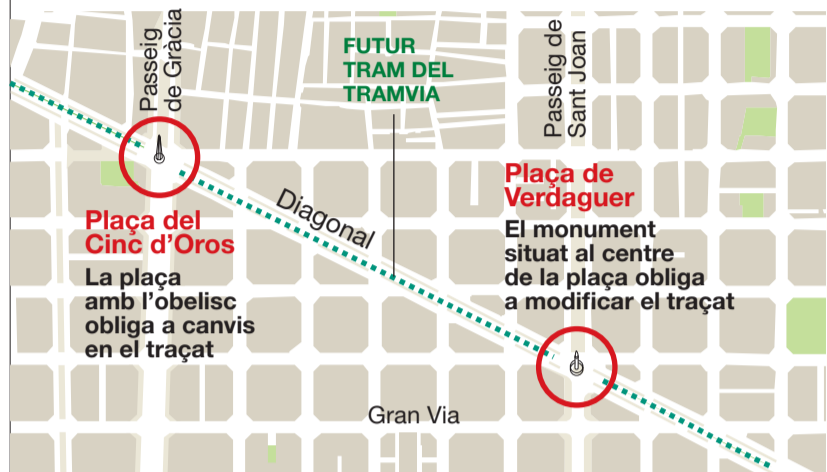 Passeig
de Gràcia
FUTUR
TRAM DEL
TRAMVIA
Passeig de
Sant Joan
Plaça del
Cinc d'Oros
La plaça
amb l'obelisc
obliga a canvis
en el traçat
Diagonal
Plaça de
Verdaguer
El monument
situat al centre
de la plaça obliga
a modificar el traçat
Gran Via